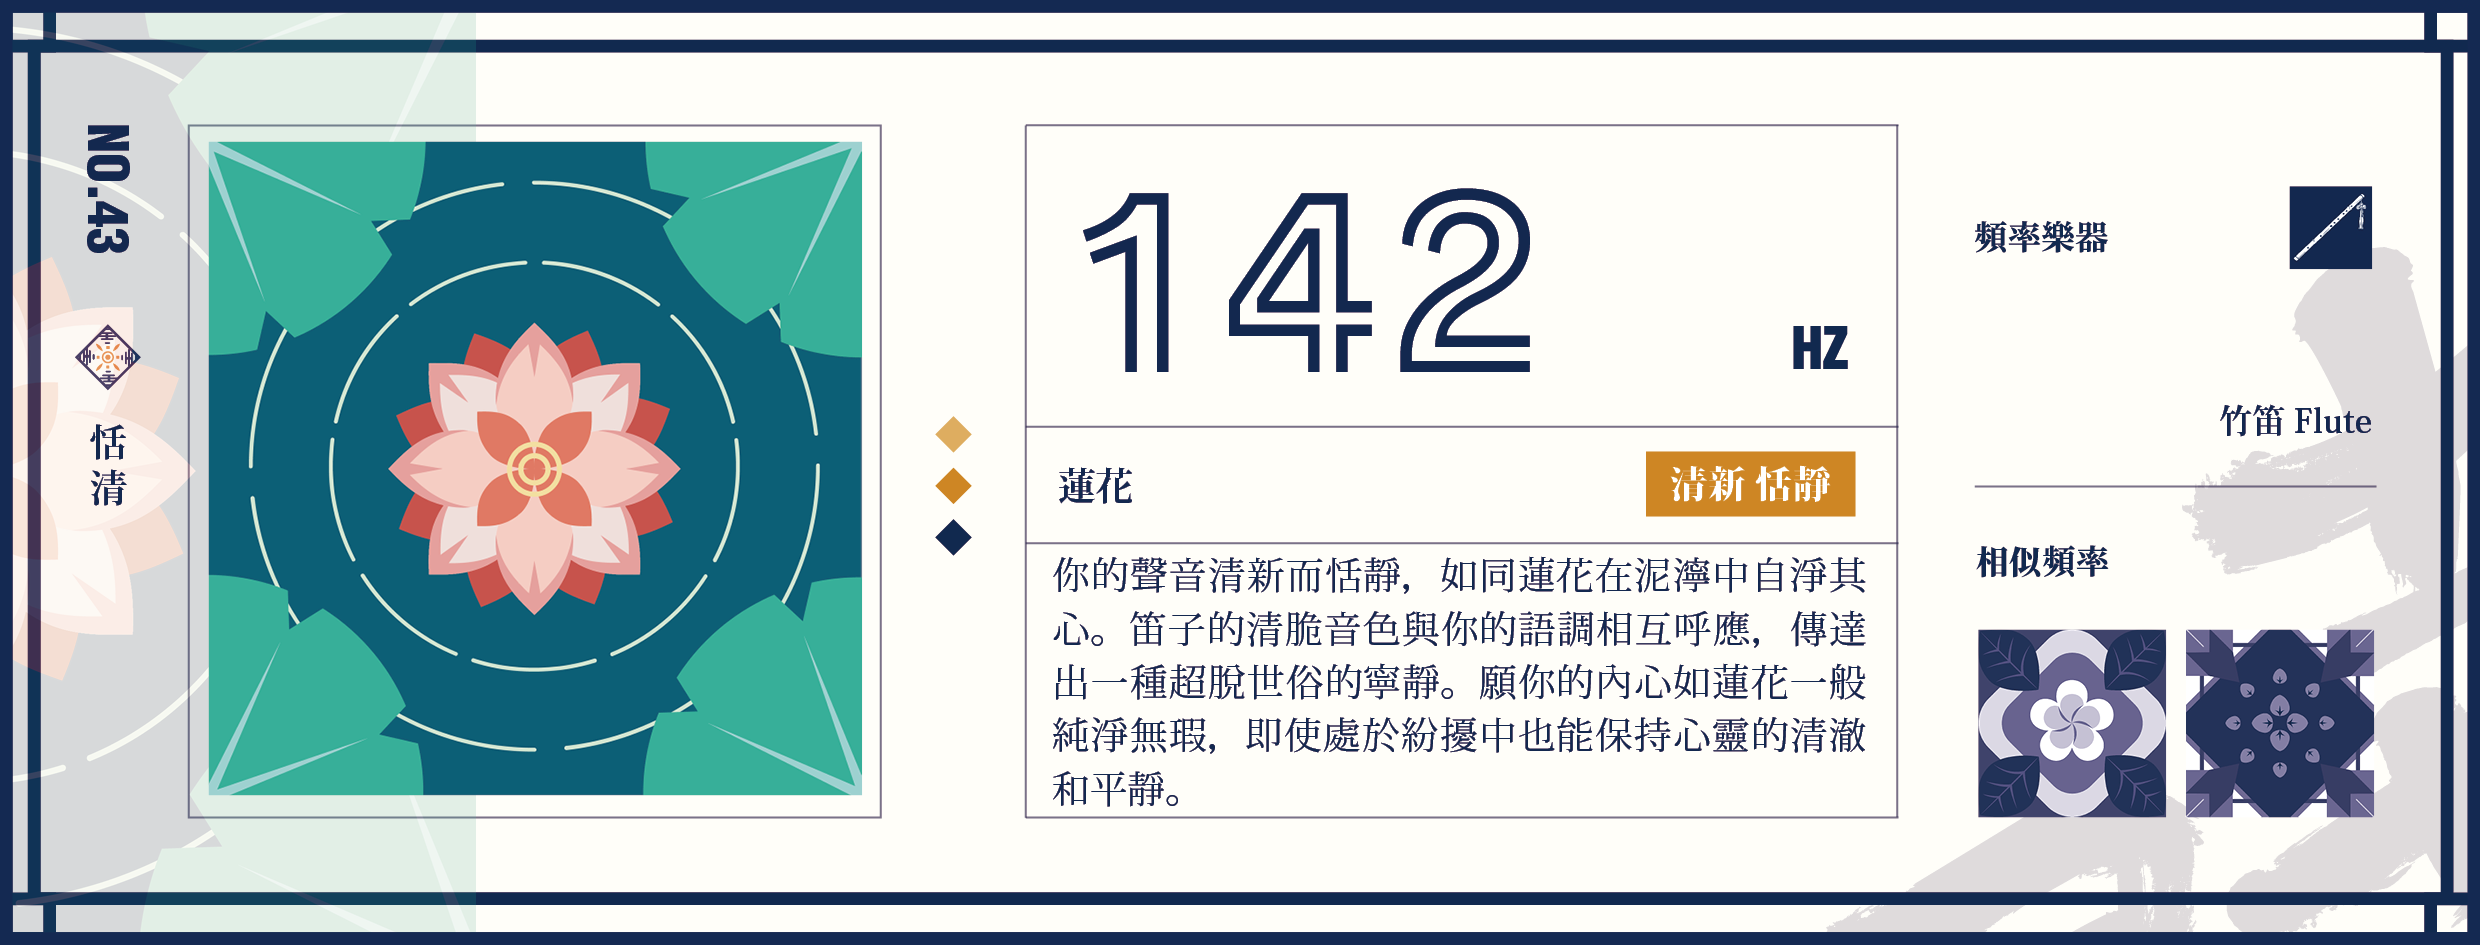 NO.43
恬清
142
HZ
蓮花
清新 恬靜
你的聲音清新而恬靜，如同蓮花在泥濘中自淨其
心。笛子的清脆音色與你的語調相互呼應，傳達
出一種超脫世俗的寧靜。願你的內心如蓮花一般
純淨無瑕，即使處於紛擾中也能保持心靈的清澈
和平靜。
頻率樂器
竹笛 Flute
相似頻率